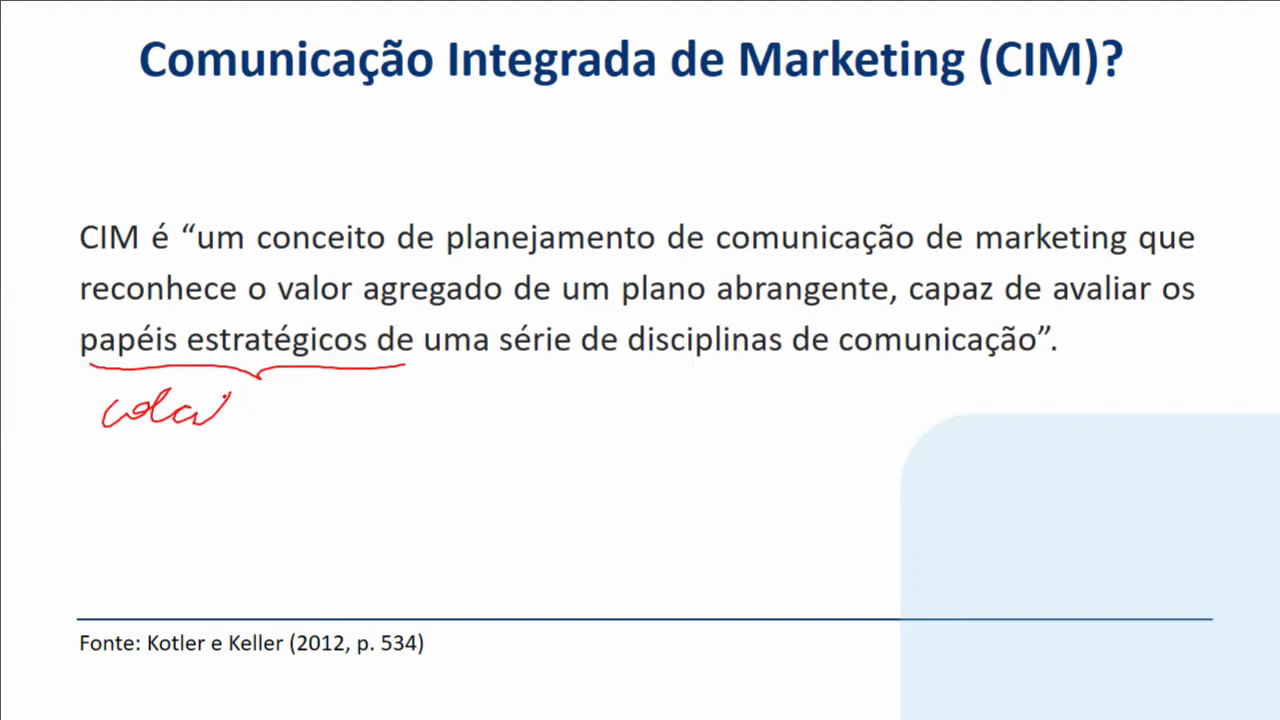 Comunicação Integrada de Marketing (CIM)?
CIM é “um conceito de planejamento de comunicação de marketing que
reconhece o valor agregado de um plano abrangente, capaz de avaliar os
papéis estratégicos de uma série de disciplinas de comunicação”.
Fonte: Kotler e Keller (2012, p. 534)